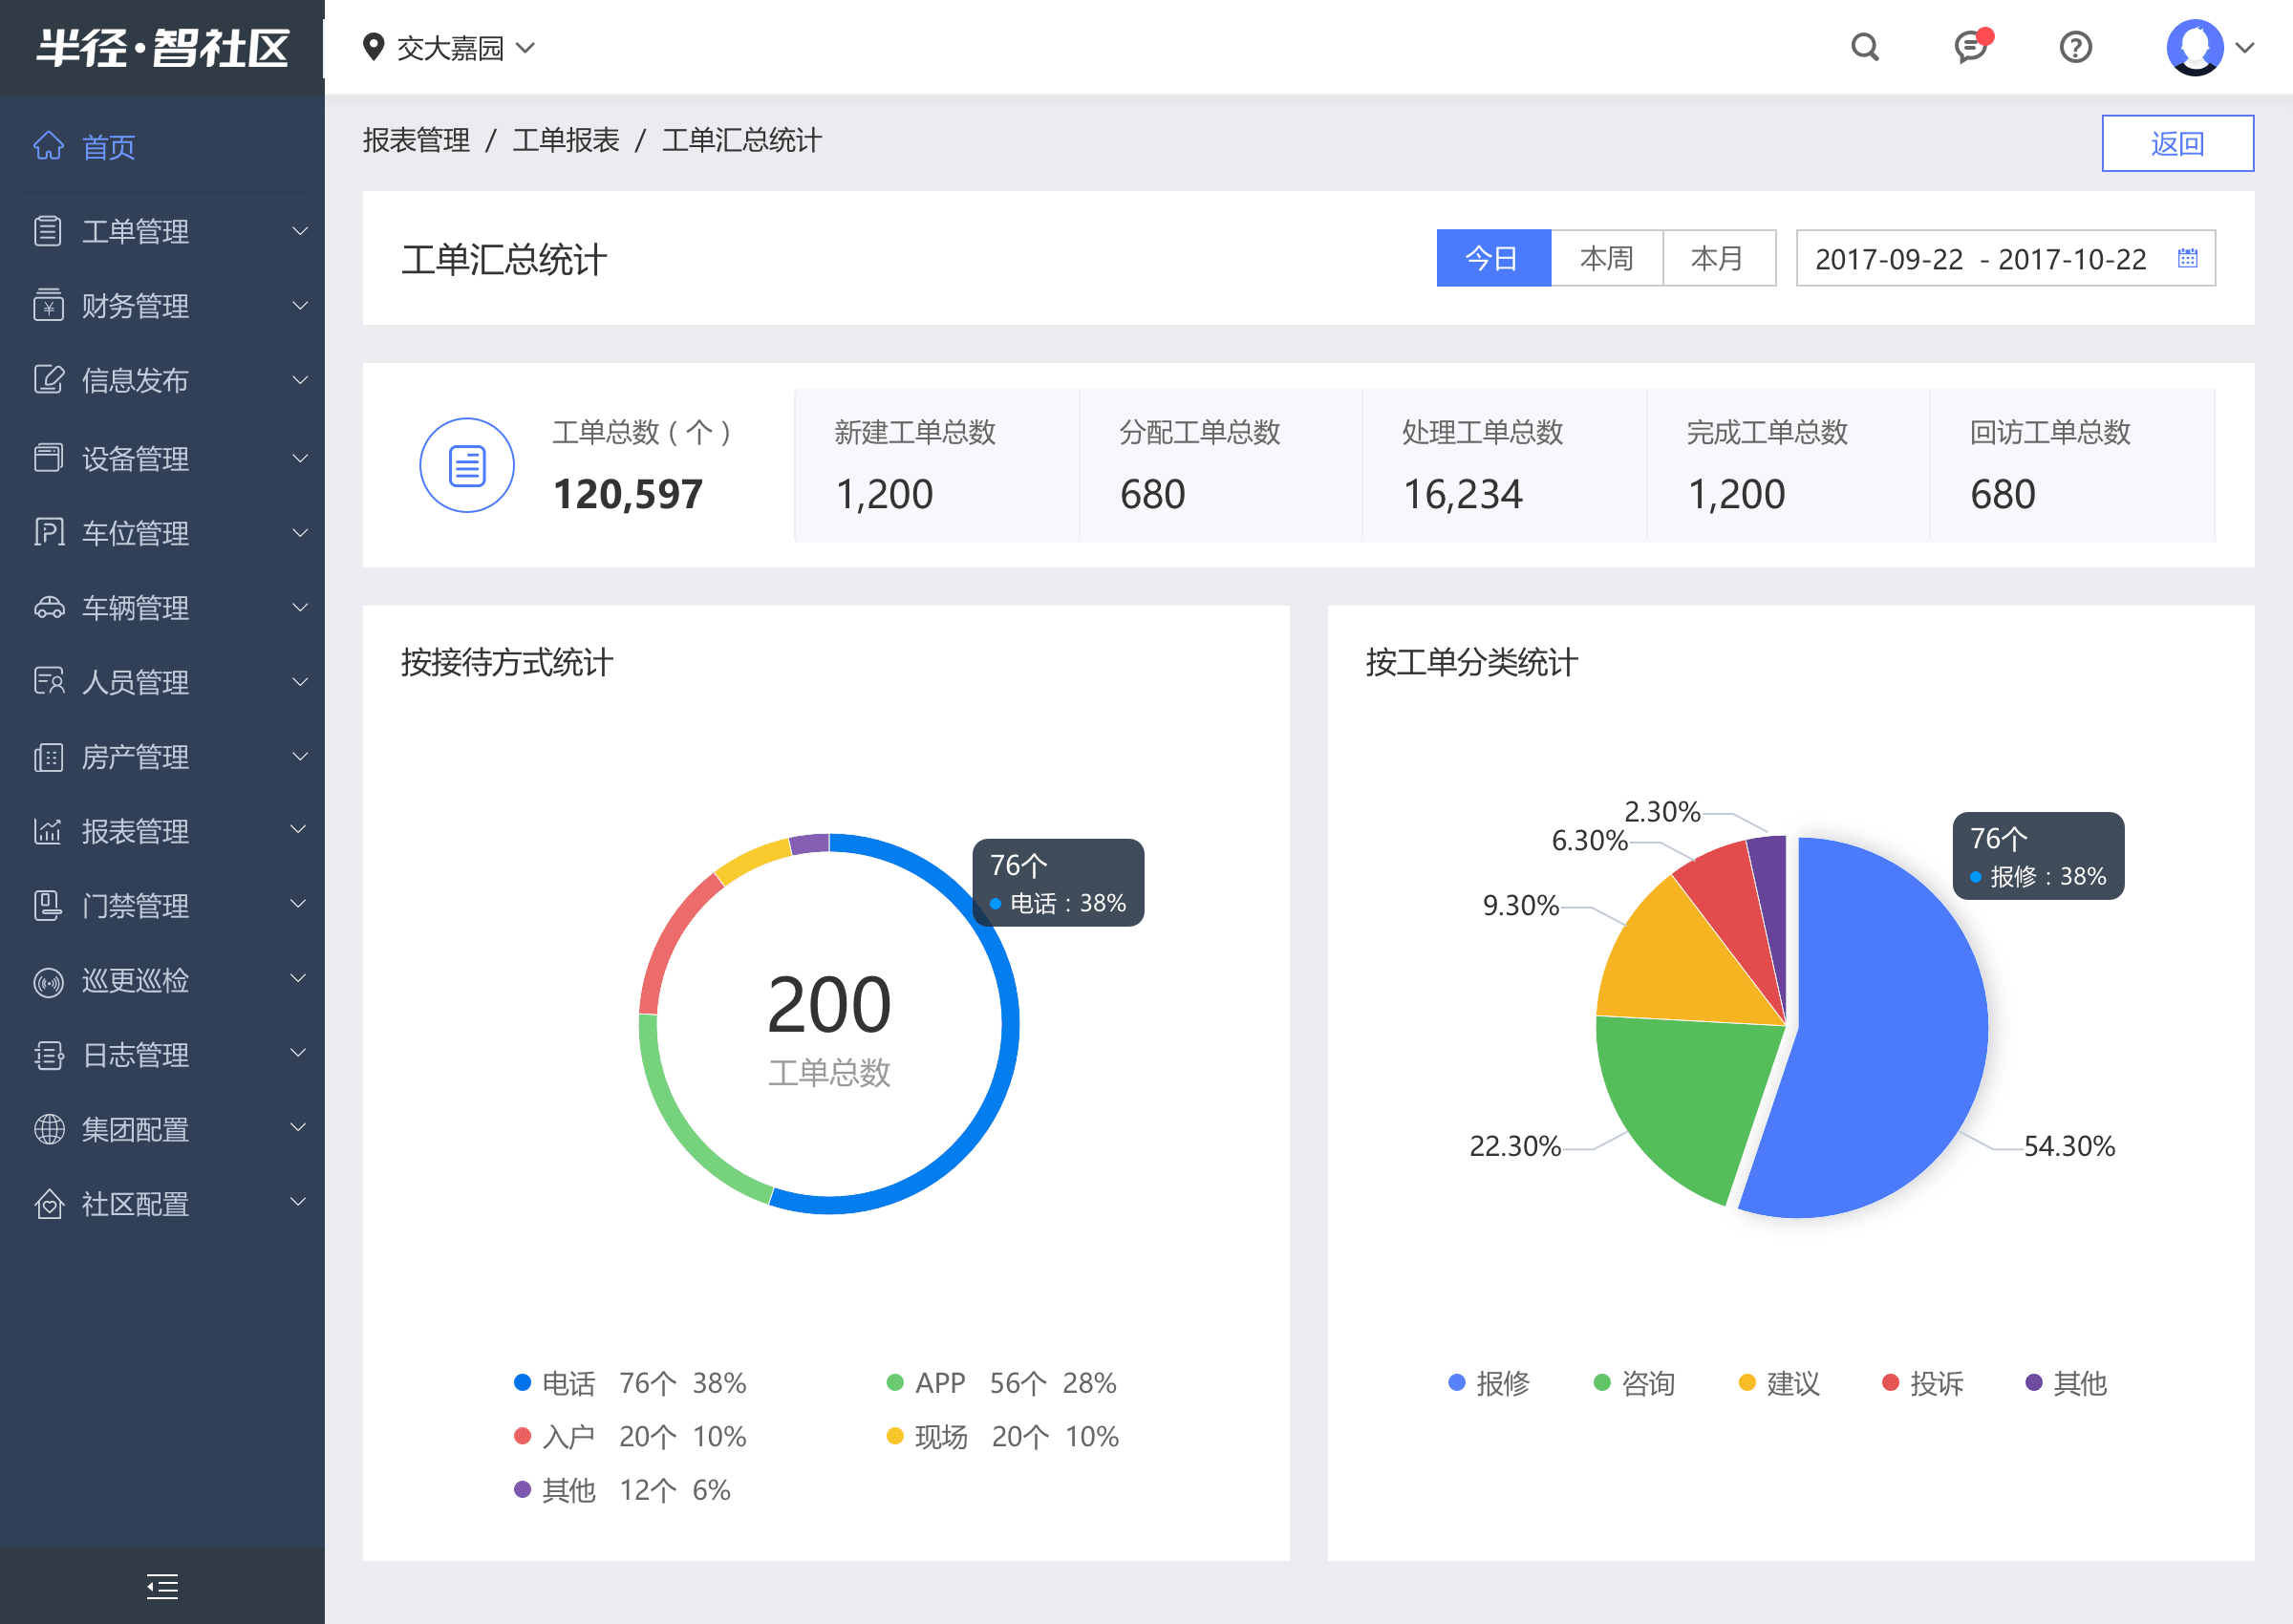 半径·智社区
交大嘉园
首页
工单管理
财务管理
信息发布
设备管理
车位管理
车辆管理
人员管理
房产管理
报表管理
门禁管理
巡更巡检
日志管理
集团配置
社区配置
报表管理 / 工单报表 / 工单汇总统计
返回
工单汇总统计
今日 本周 本月 2017-09-22 - 2017-10-22
工单总数（个） 新建工单总数 分配工单总数 处理工单总数 完成工单总数 回访工单总数
120,597 1,200 680 16,234 1,200 680
按接待方式统计
76个
电话：38%
200
工单总数
电话 76个 38% APP 56个 28%
入户 20个 10% 现场 20个 10%
其他 12个 6%
按工单分类统计
2.30%
6.30%
9.30%
22.30%
54.30%
76个
报修：38%
报修 咨询 建议 投诉 其他